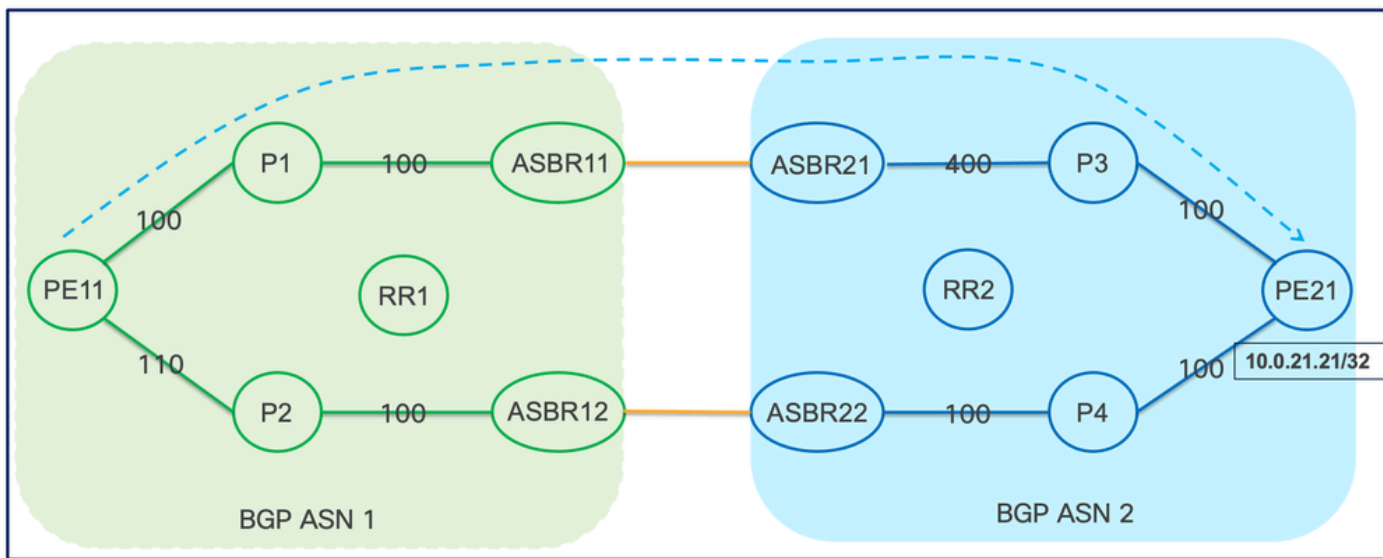 P1
100
ASBR11
ASBR21
400
P3
100
100
PE11
RR1
RR2
PE21
110
100
10.0.21.21/32
P2
100
ASBR12
ASBR22
100
P4
BGP ASN 1
BGP ASN 2